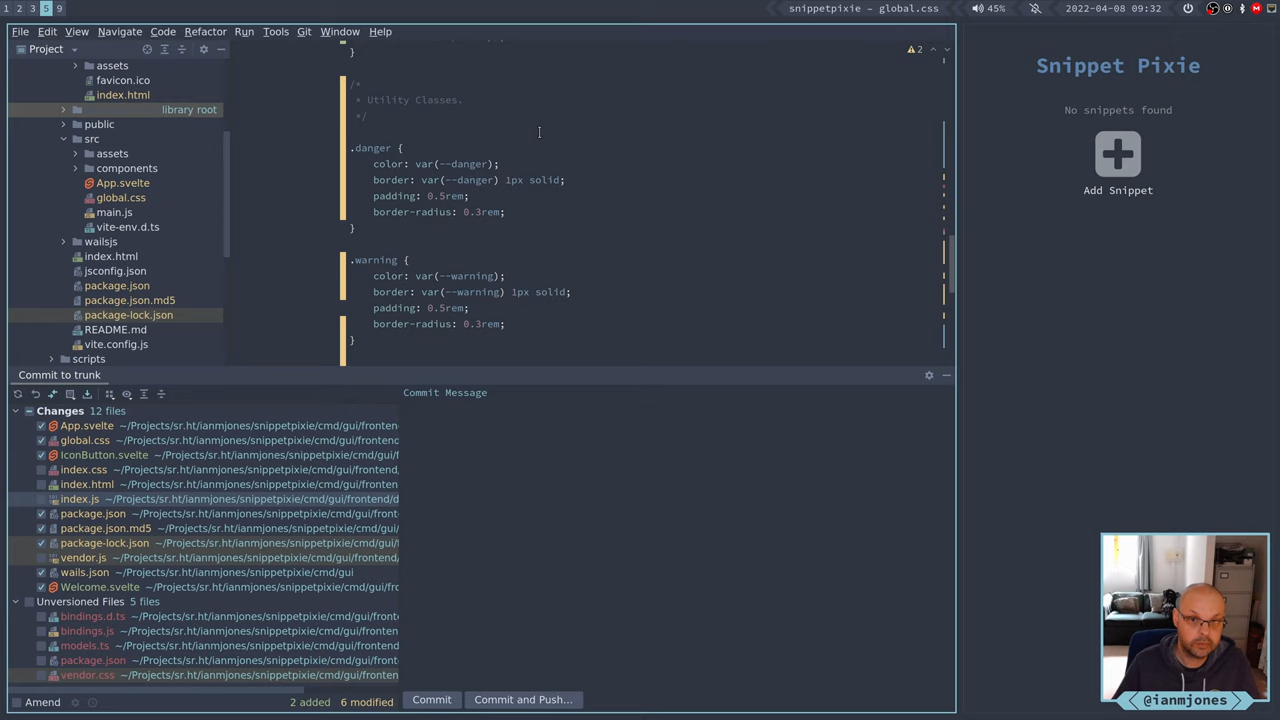 1 2 3 5 9
snippetpixie – global.css
45%
2022-04-08 09:32
File Edit View Navigate Code Refactor Run Tools Git Window Help
Project
2
assets
favicon.ico
index.html
library root
public
src
assets
components
App.svelte
global.css
main.js
vite-env.d.ts
wailsjs
index.html
jsconfig.json
package.json
package.json.md5
package-lock.json
README.md
vite.config.js
scripts
}
/*
* Utility Classes.
*/
.danger {
color: var(--danger);
border: var(--danger) 1px solid;
padding: 0.5rem;
border-radius: 0.3rem;
}
.warning {
color: var(--warning);
border: var(--warning) 1px solid;
padding: 0.5rem;
border-radius: 0.3rem;
}
Snippet Pixie
No snippets found
Add Snippet
Commit to trunk
Commit Message
Changes 12 files
App.svelte ~/Projects/sr.ht/ianmjones/snippetpixie/cmd/gui/frontend
global.css ~/Projects/sr.ht/ianmjones/snippetpixie/cmd/gui/frontend
IconButton.svelte ~/Projects/sr.ht/ianmjones/snippetpixie/cmd/gui/
index.css ~/Projects/sr.ht/ianmjones/snippetpixie/cmd/gui/frontend/
index.html ~/Projects/sr.ht/ianmjones/snippetpixie/cmd/gui/frontend
index.js ~/Projects/sr.ht/ianmjones/snippetpixie/cmd/gui/frontend/d
package.json ~/Projects/sr.ht/ianmjones/snippetpixie/cmd/gui/fronte
package.json.md5 ~/Projects/sr.ht/ianmjones/snippetpixie/cmd/gui/
package-lock.json ~/Projects/sr.ht/ianmjones/snippetpixie/cmd/gui/
vendor.js ~/Projects/sr.ht/ianmjones/snippetpixie/cmd/gui/frontend/
wails.json ~/Projects/sr.ht/ianmjones/snippetpixie/cmd/gui
Welcome.svelte ~/Projects/sr.ht/ianmjones/snippetpixie/cmd/gui/fro
Unversioned Files 5 files
bindings.d.ts ~/Projects/sr.ht/ianmjones/snippetpixie/cmd/gui/front
bindings.js ~/Projects/sr.ht/ianmjones/snippetpixie/cmd/gui/fronten
models.ts ~/Projects/sr.ht/ianmjones/snippetpixie/cmd/gui/frontend
package.json ~/Projects/sr.ht/ianmjones/snippetpixie/cmd/gui/fronte
vendor.css ~/Projects/sr.ht/ianmjones/snippetpixie/cmd/gui/frontend
Amend
2 added 6 modified
Commit
Commit and Push...
@ianmjones